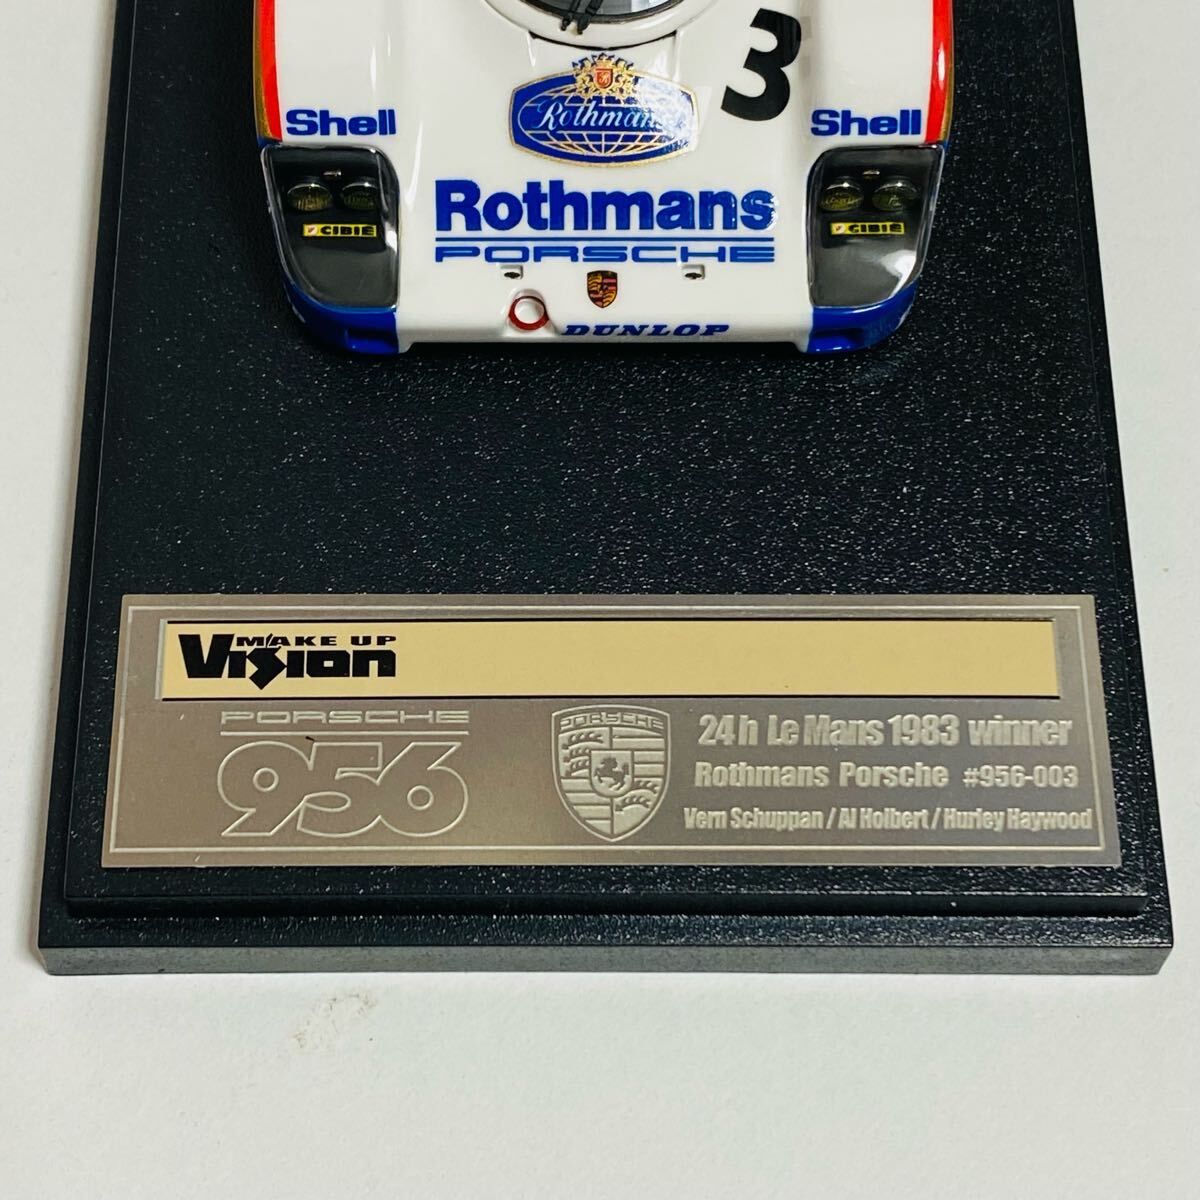 3
Shell
Rothmans
Shell
Rothmans
PORSCHE
CIBIE
CIBIE
DUNLOP
MAKE UP
Vision
PORSCHE
956
PORSCHE
24h Le Mans 1983 winner
Rothmans Porsche #956-003
Vern Schuppan / Al Holbert / Hurley Haywood